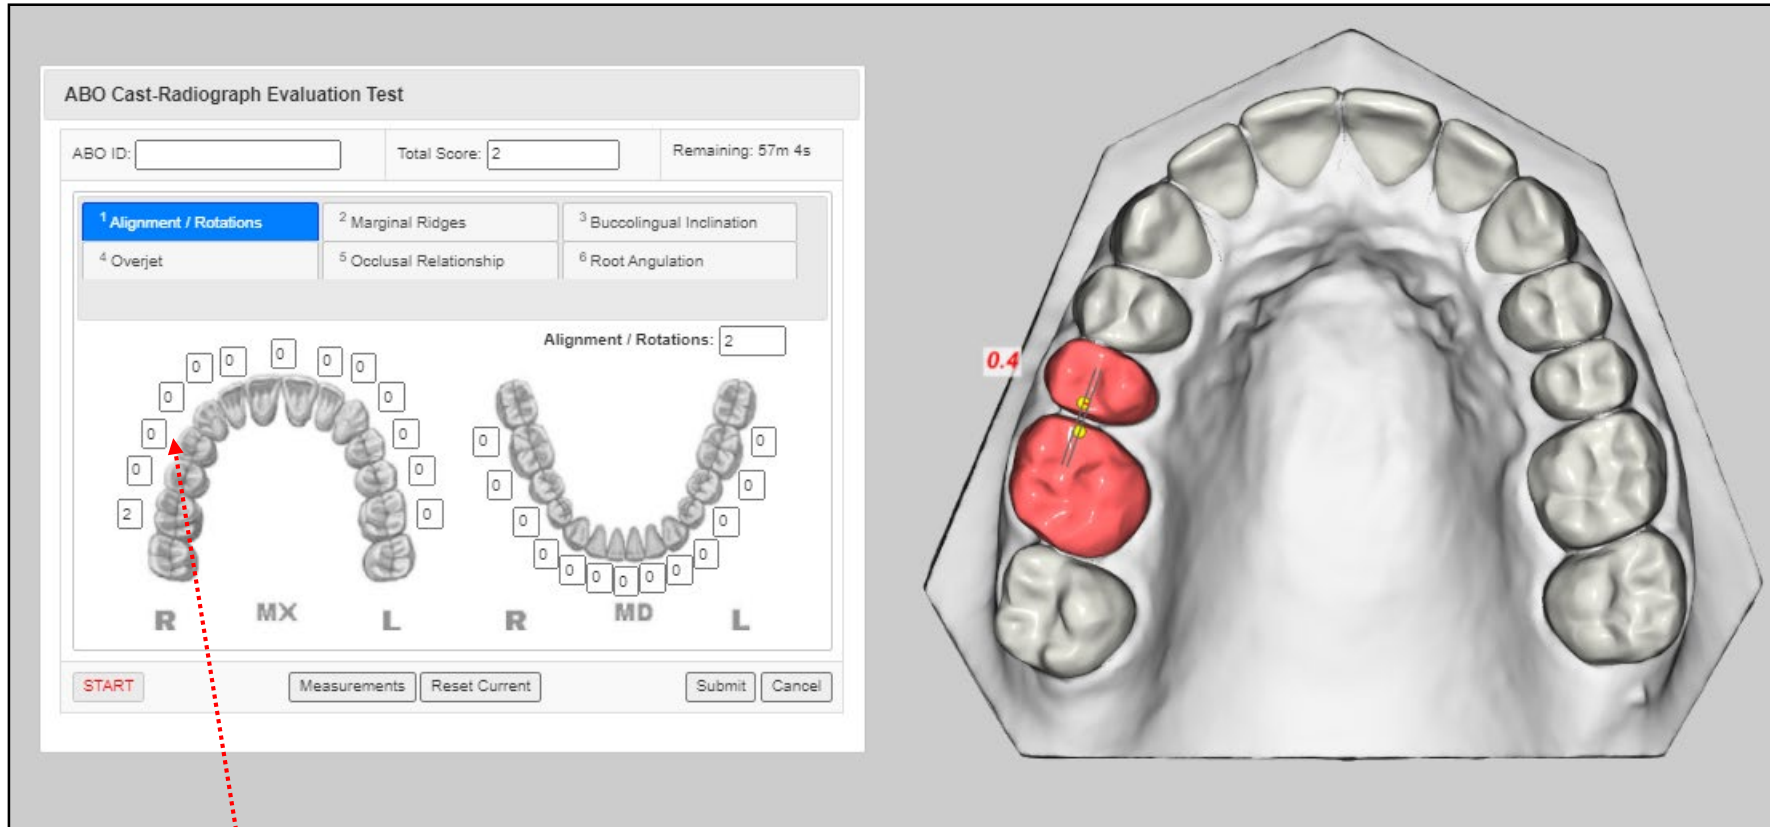 ABO Cast-Radiograph Evaluation Test
ABO ID:
Total Score: 2
Remaining: 57m 4s
1 Alignment / Rotations
2 Marginal Ridges
3 Buccolingual Inclination
4 Overjet
5 Occlusal Relationship
6 Root Angulation
Alignment / Rotations: 2
0 0 0 0 0
0 0
0 0
0 0
2 0
0 0
0 0
0 0
0 0
0 0 0 0 0
R MX L
R MD L
START Measurements Reset Current Submit Cancel
0.4